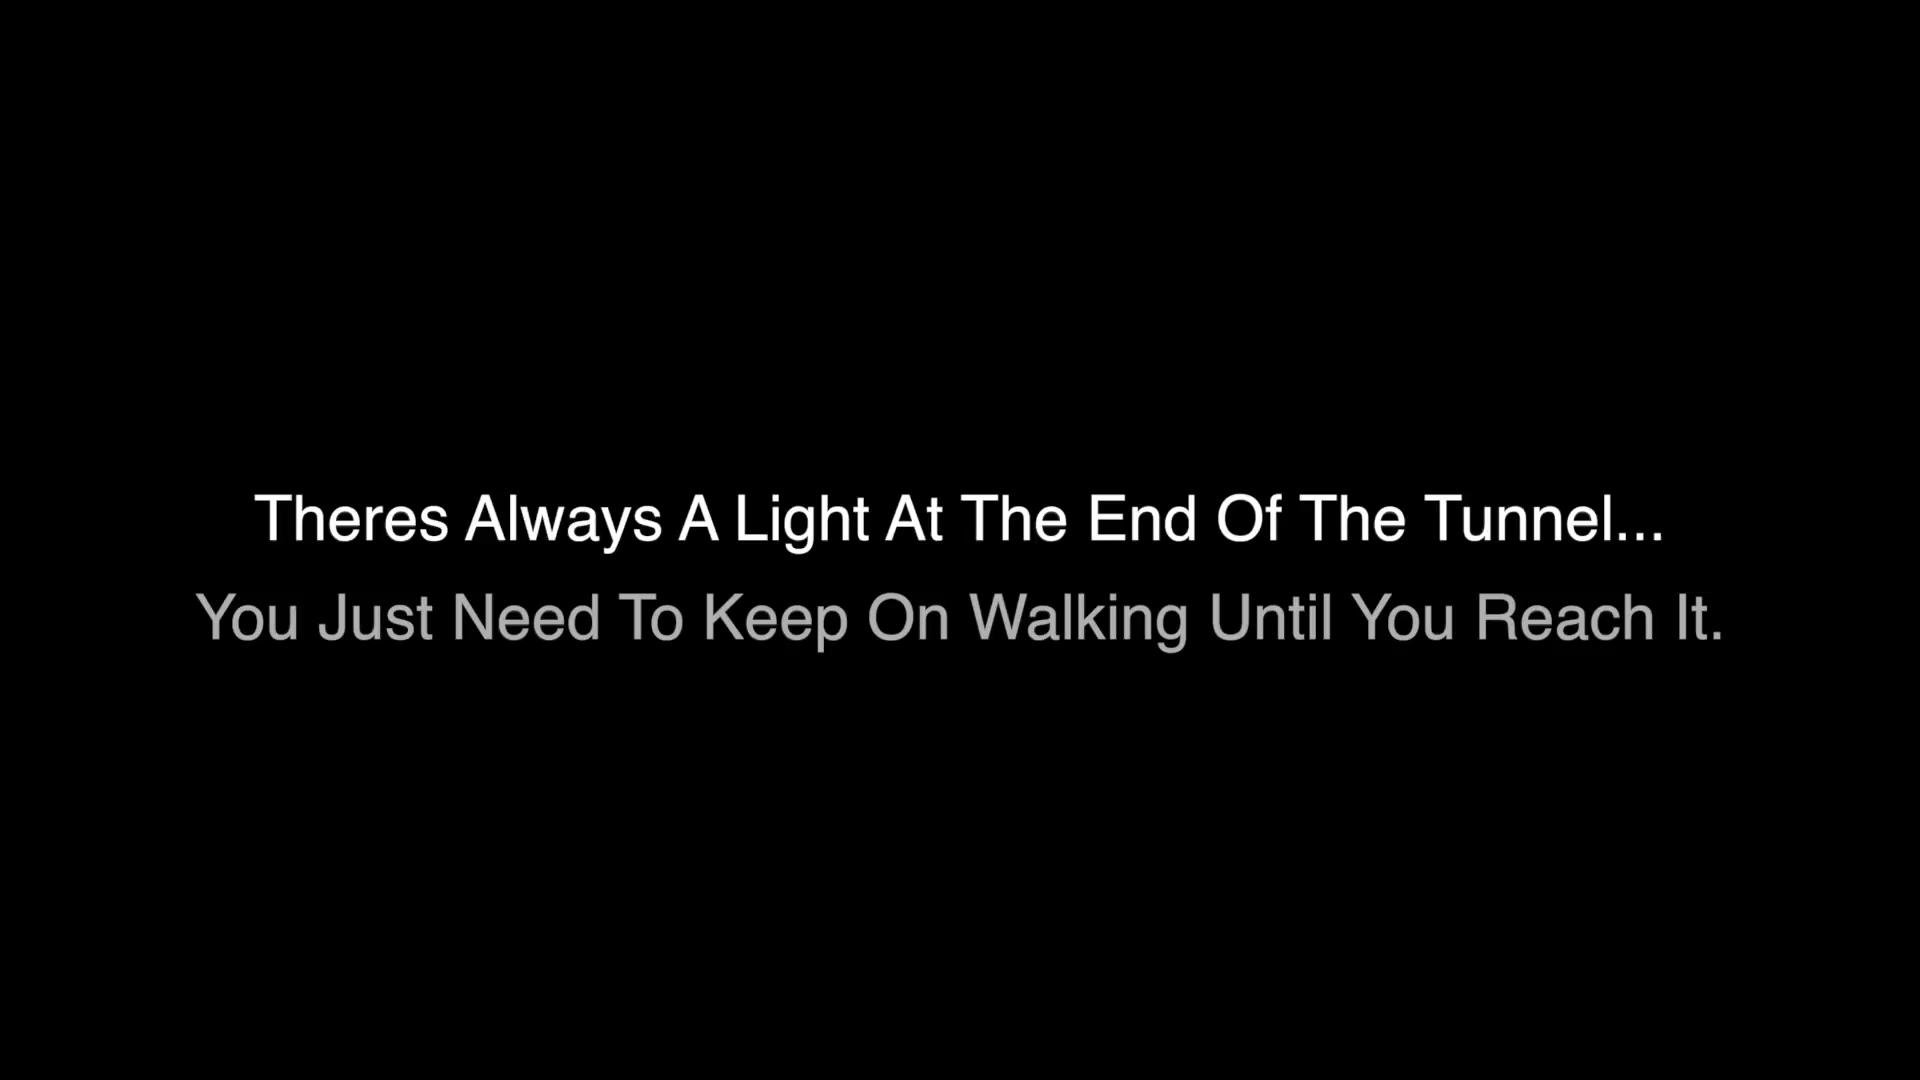 Theres Always A Light At The End Of The Tunnel...
You Just Need To Keep On Walking Until You Reach It.